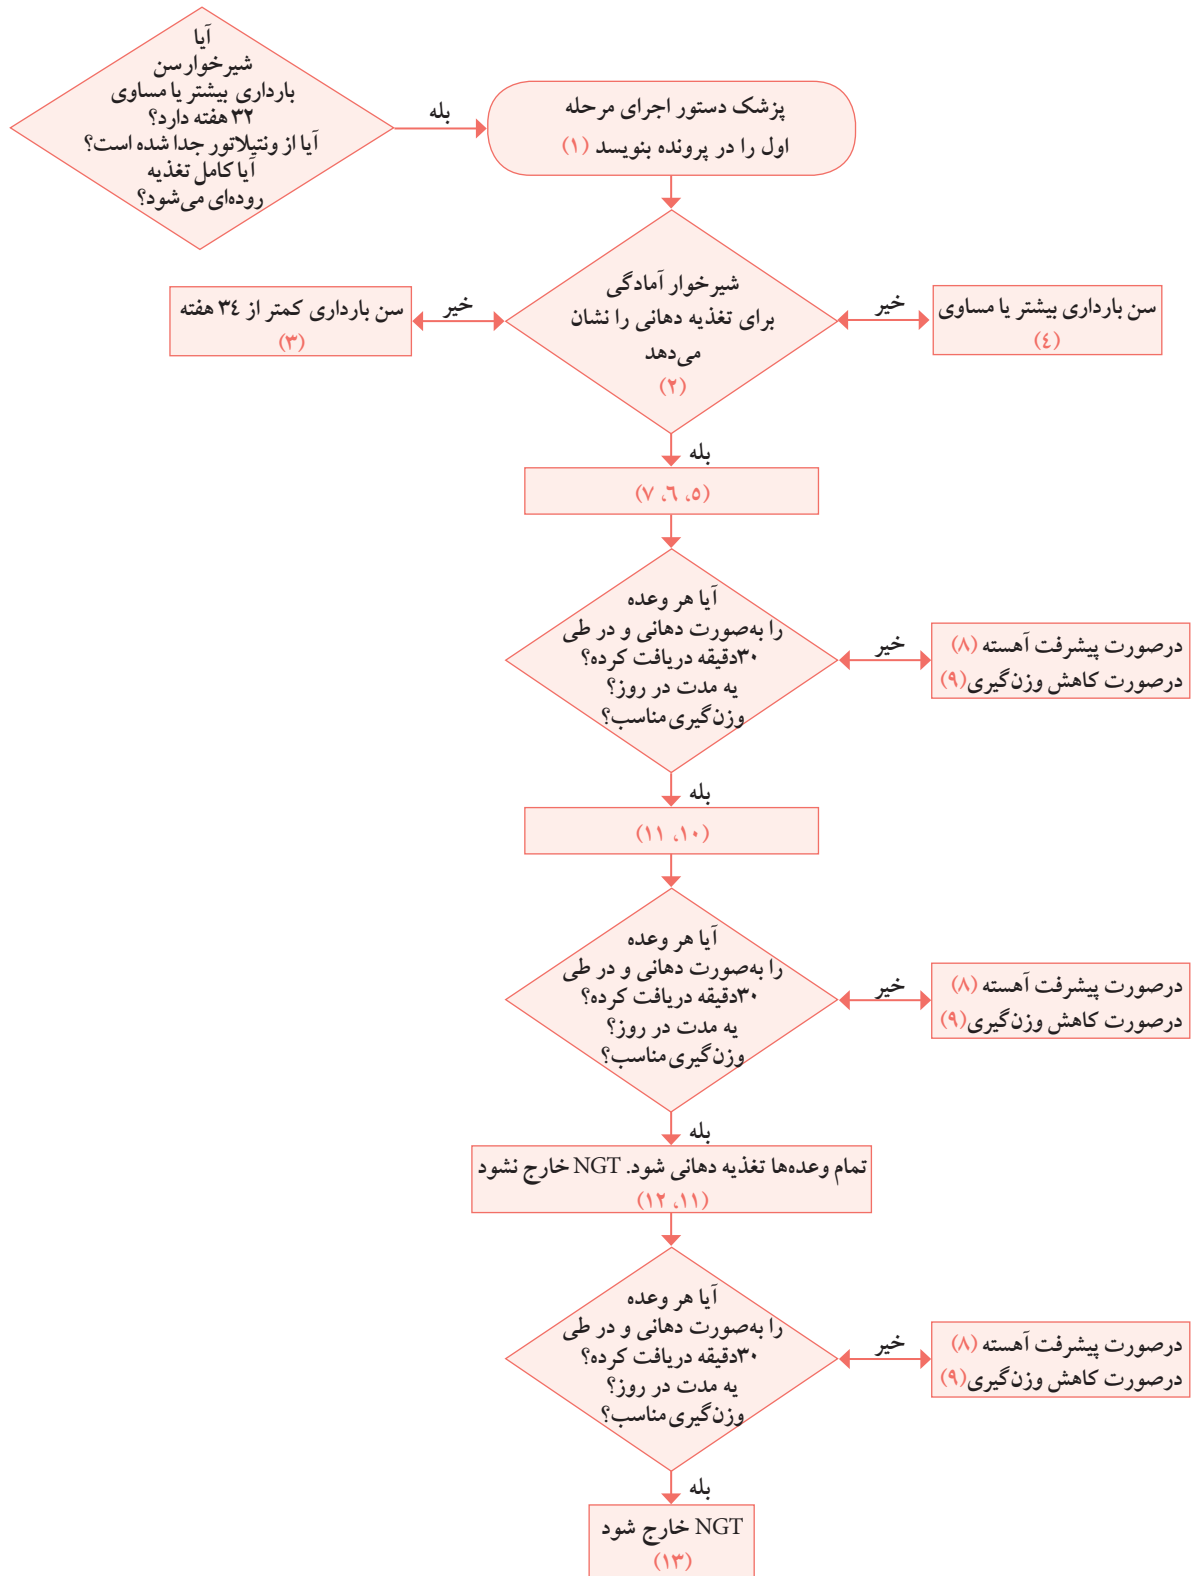 آیا
شیرخوار سن
بارداری بیشتر یا مساوی
۳۲ هفته دارد؟
آیا از ونتیلاتور جدا شده است؟
آیا کامل تغذیه
روده‌ای می‌شود؟
بله
پزشک دستور اجرای مرحله
اول را در پرونده بنویسد (۱)
شیرخوار آمادگی
برای تغذیه دهانی را نشان
می‌دهد
(۲)
خیر
سن بارداری بیشتر یا مساوی
(٤)
خیر
سن بارداری کمتر از ۳٤ هفته
(۳)
بله
(٥، ٦، ۷)
آیا هر وعده
را به‌صورت دهانی و در طی
۳۰دقیقه دریافت کرده؟
یه مدت در روز؟
وزن‌گیری مناسب؟
خیر
درصورت پیشرفت آهسته (۸)
درصورت کاهش وزن‌گیری(۹)
بله
(۱۰، ۱۱)
آیا هر وعده
را به‌صورت دهانی و در طی
۳۰دقیقه دریافت کرده؟
یه مدت در روز؟
وزن‌گیری مناسب؟
خیر
درصورت پیشرفت آهسته (۸)
درصورت کاهش وزن‌گیری(۹)
بله
تمام وعده‌ها تغذیه دهانی شود. NGT خارج نشود
(۱۱، ۱۲)
آیا هر وعده
را به‌صورت دهانی و در طی
۳۰دقیقه دریافت کرده؟
یه مدت در روز؟
وزن‌گیری مناسب؟
خیر
درصورت پیشرفت آهسته (۸)
درصورت کاهش وزن‌گیری(۹)
بله
NGT خارج شود
(۱۳)